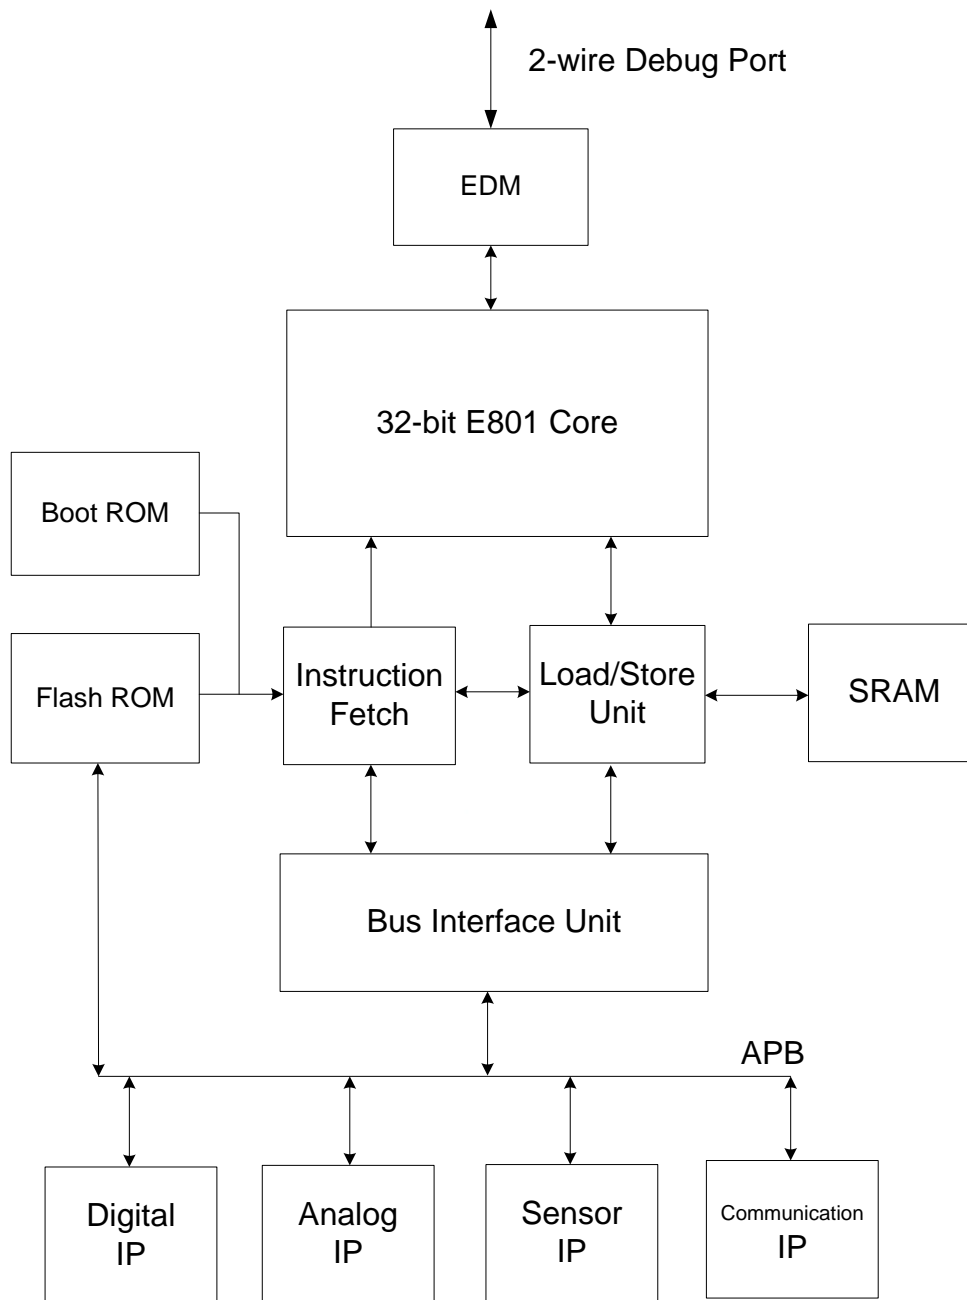 2-wire Debug Port
EDM
32-bit E801 Core
Boot ROM
Flash ROM
Instruction
Fetch
Load/Store
Unit
SRAM
Bus Interface Unit
APB
Digital
IP
Analog
IP
Sensor
IP
Communication
IP